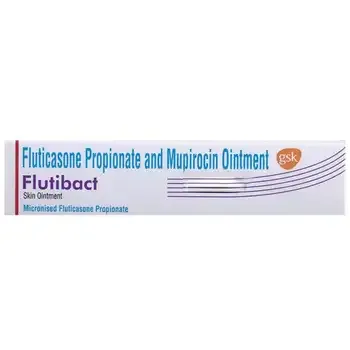 Fluticasone Propionate and Mupirocin Ointment
gsk
Flutibact
Skin Ointment
Micronised Fluticasone Propionate